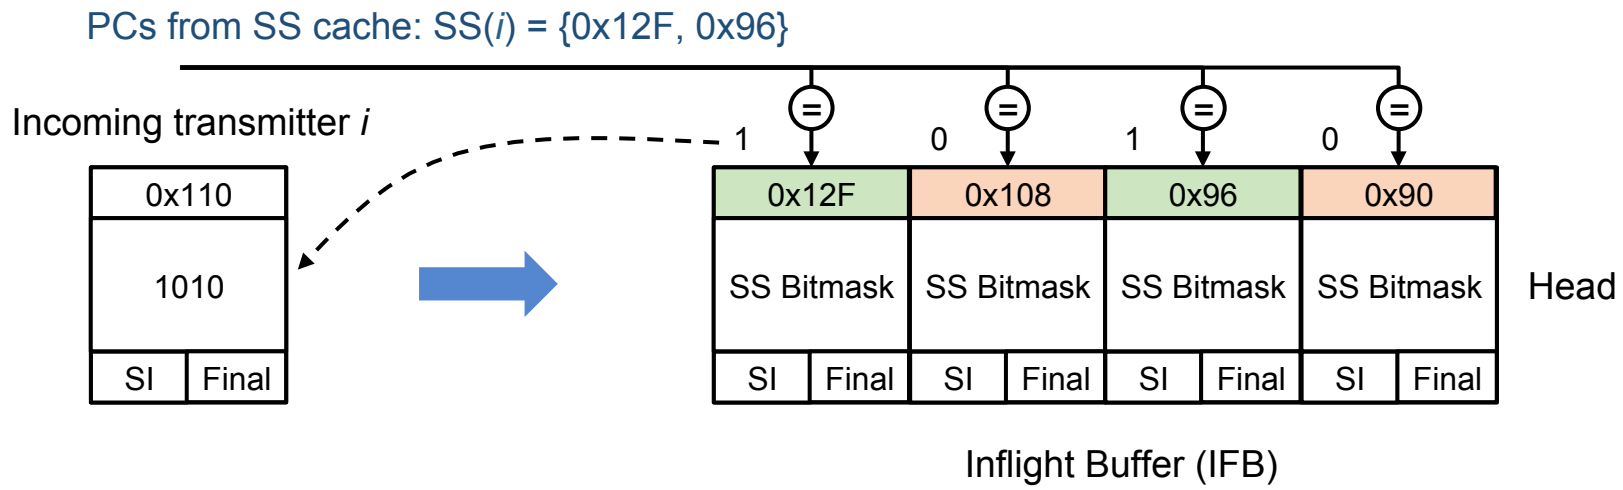 PCs from SS cache: SS(i) = {0x12F, 0x96}
= = = =
Incoming transmitter i
1 0 1 0
0x110
0x12F 0x108 0x96 0x90
1010
SS Bitmask SS Bitmask SS Bitmask SS Bitmask
Head
SI Final
SI Final SI Final SI Final SI Final
Inflight Buffer (IFB)